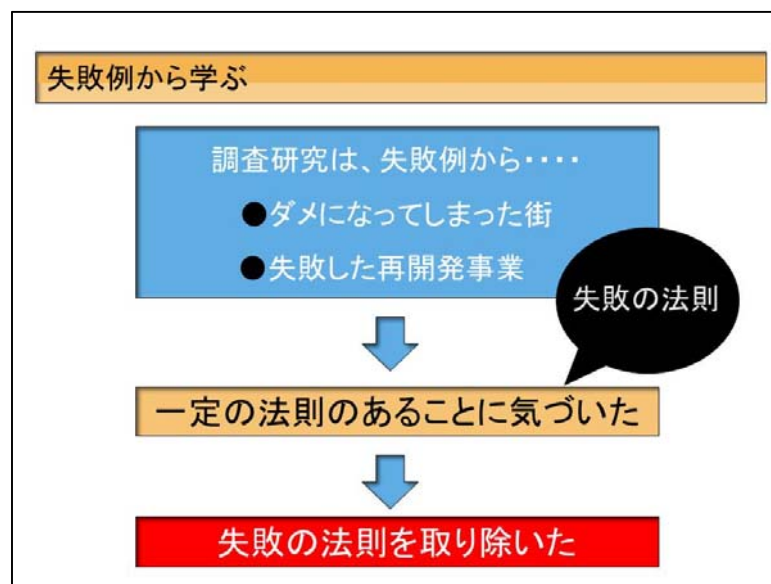 失敗例から学ぶ
調査研究は、失敗例から・・・・
●ダメになってしまった街
●失敗した再開発事業
失敗の法則
一定の法則のあることに気づいた
失敗の法則を取り除いた